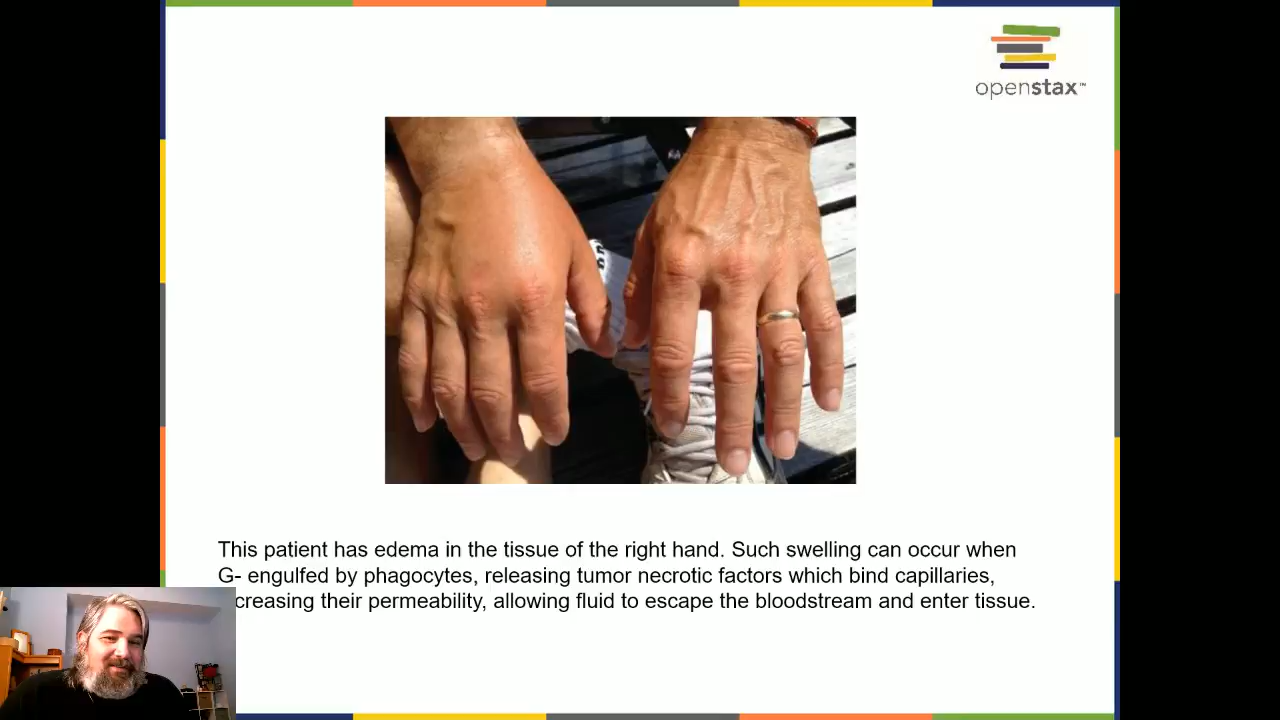 openstax™
This patient has edema in the tissue of the right hand. Such swelling can occur when
G- engulfed by phagocytes, releasing tumor necrotic factors which bind capillaries,
creasing their permeability, allowing fluid to escape the bloodstream and enter tissue.